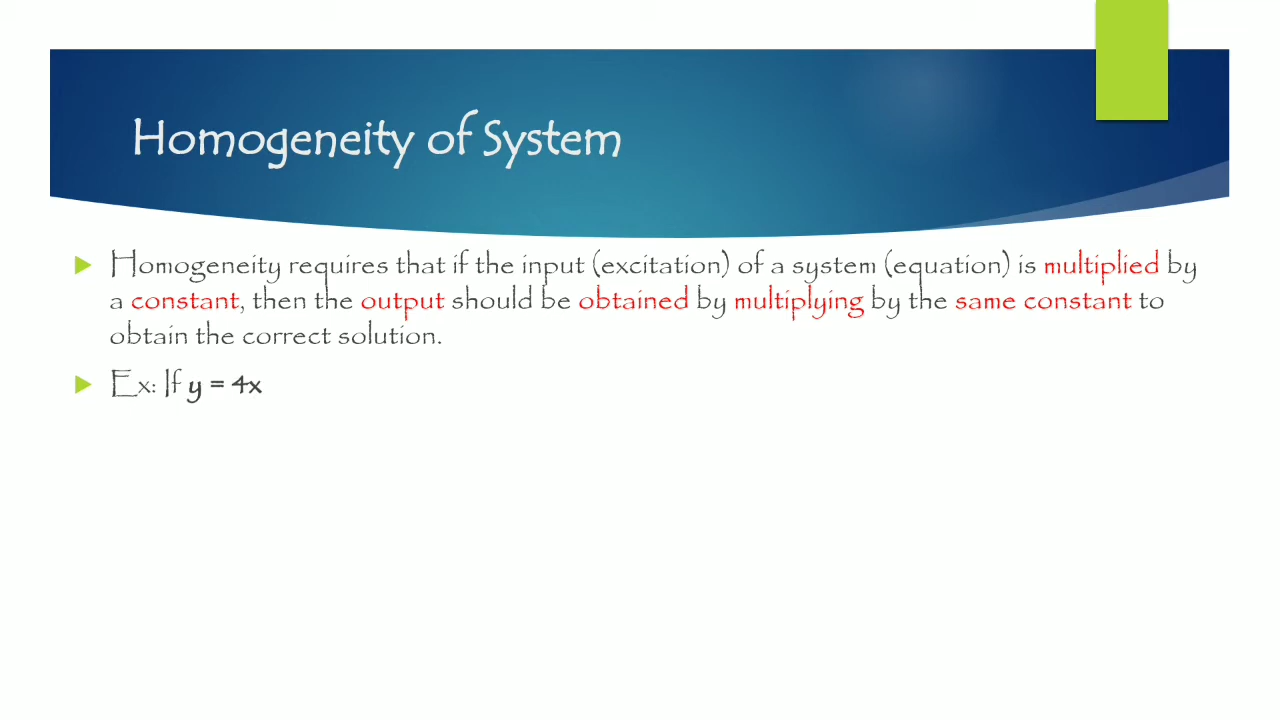 Homogeneity of System
Homogeneity requires that if the input (excitation) of a system (equation) is multiplied by
a constant, then the output should be obtained by multiplying by the same constant to
obtain the correct solution.
Ex: If y = 4x